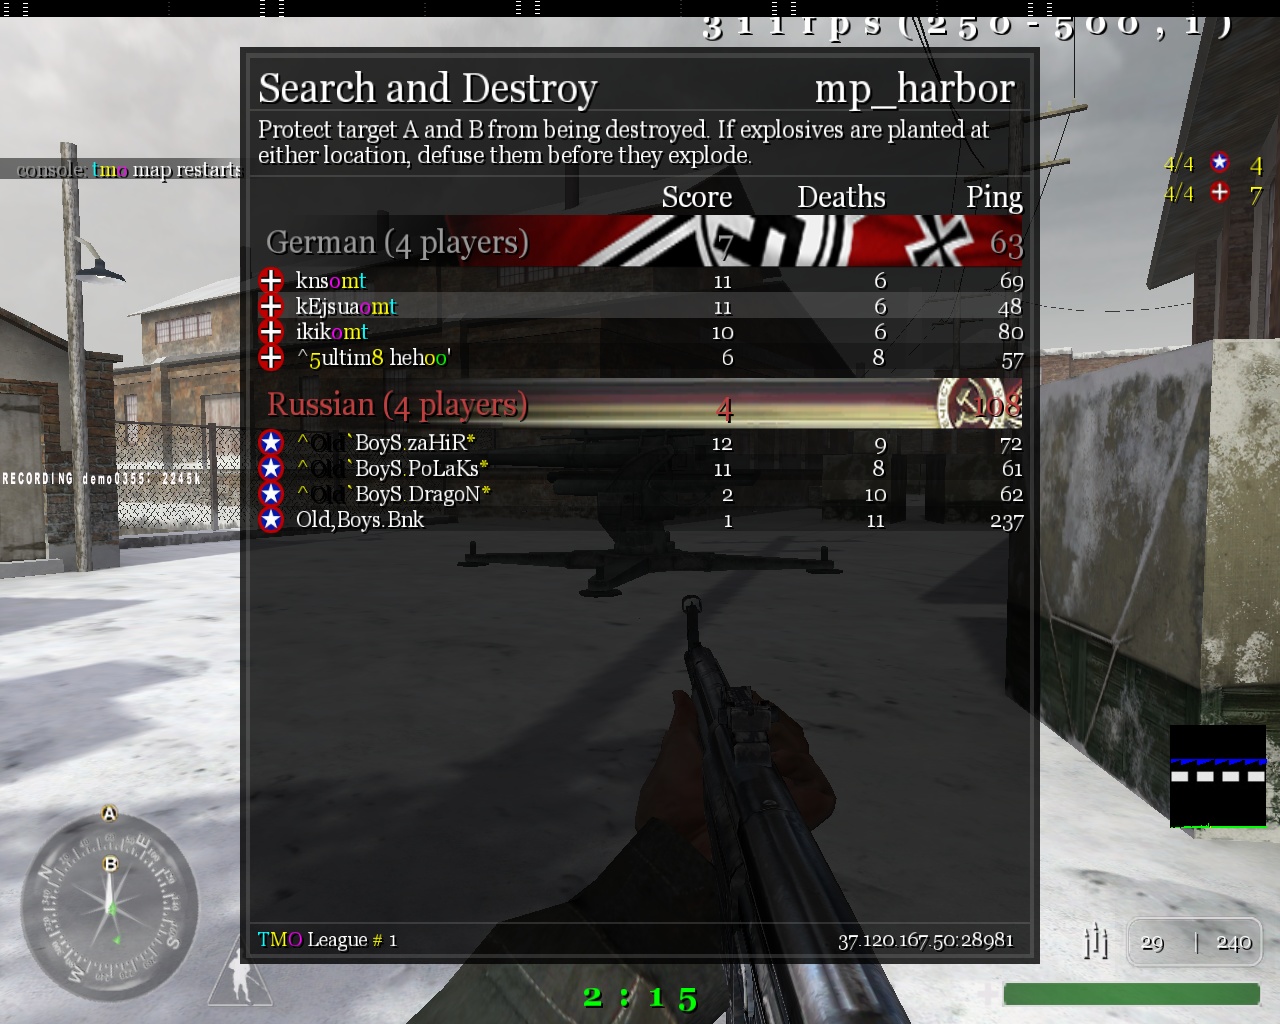 311fps(250-500,1)
Search and Destroy mp_harbor
Protect target A and B from being destroyed. If explosives are planted at
either location, defuse them before they explode.
console: tmo map restarts
4/4 4
4/4 7
Score Deaths Ping
German (4 players) 7 63
knsomt 11 6 69
kEjsuaomt 11 6 48
ikikomt 10 6 80
^5ultim8 hehoo' 6 8 57
Russian (4 players) 4 108
^Old`BoyS.zaHiR* 12 9 72
^Old`BoyS.PoLaKs* 11 8 61
^Old`BoyS.DragoN* 2 10 62
Old,Boys.Bnk 1 11 237
RECORDING demo0355: 2245k
A
B
N
E
S
W
TMO League # 1 37.120.167.50:28981
29 | 240
2:15